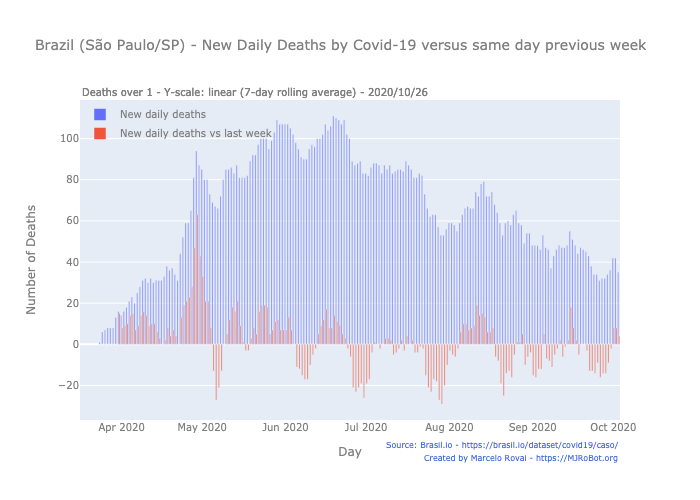 Brazil (São Paulo/SP) - New Daily Deaths by Covid-19 versus same day previous week
Deaths over 1 - Y-scale: linear (7-day rolling average) - 2020/10/26
New daily deaths
New daily deaths vs last week
100
80
60
40
20
0
−20
Number of Deaths
Apr 2020
May 2020
Jun 2020
Jul 2020
Aug 2020
Sep 2020
Oct 2020
Day
Source: Brasil.io - https://brasil.io/dataset/covid19/caso/
Created by Marcelo Rovai - https://MJRoBot.org